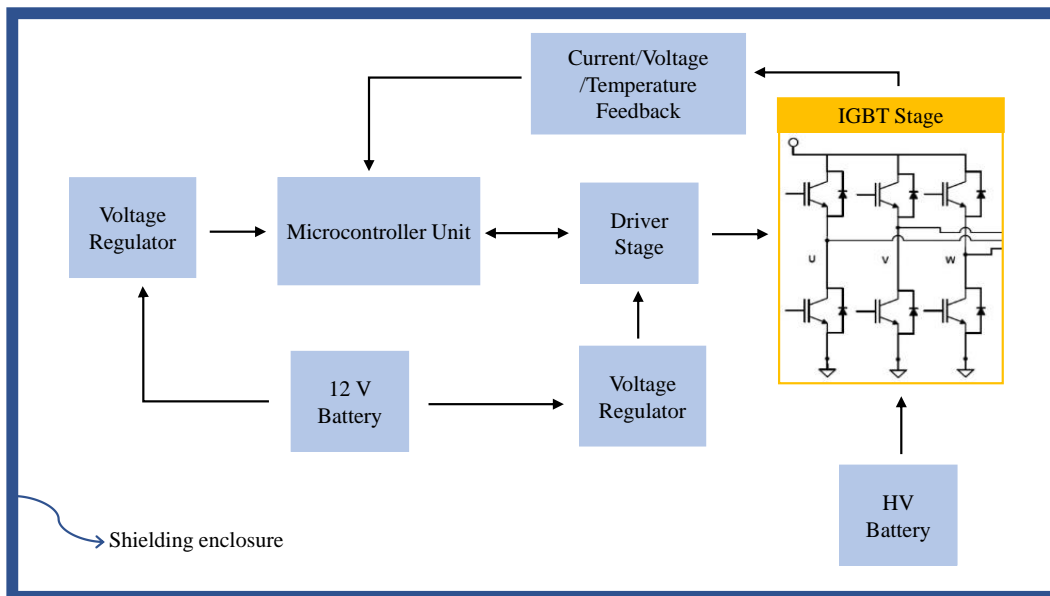 Current/Voltage
/Temperature
Feedback
IGBT Stage
Voltage
Regulator
Microcontroller Unit
Driver
Stage
U
V
W
12 V
Battery
Voltage
Regulator
HV
Battery
Shielding enclosure